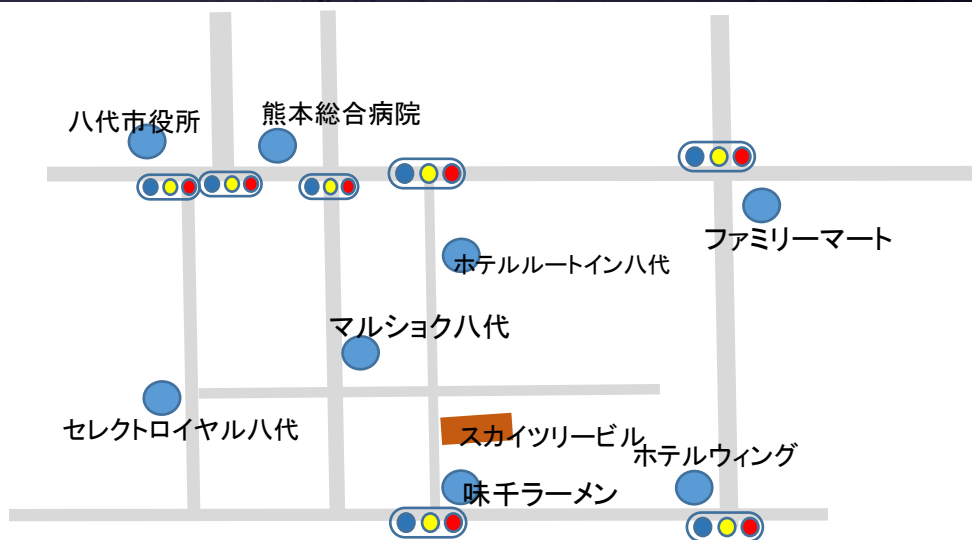 八代市役所
熊本総合病院
ファミリーマート
ホテルルートイン八代
マルショク八代
セレクトロイヤル八代
スカイツリービル
ホテルウィング
味千ラーメン